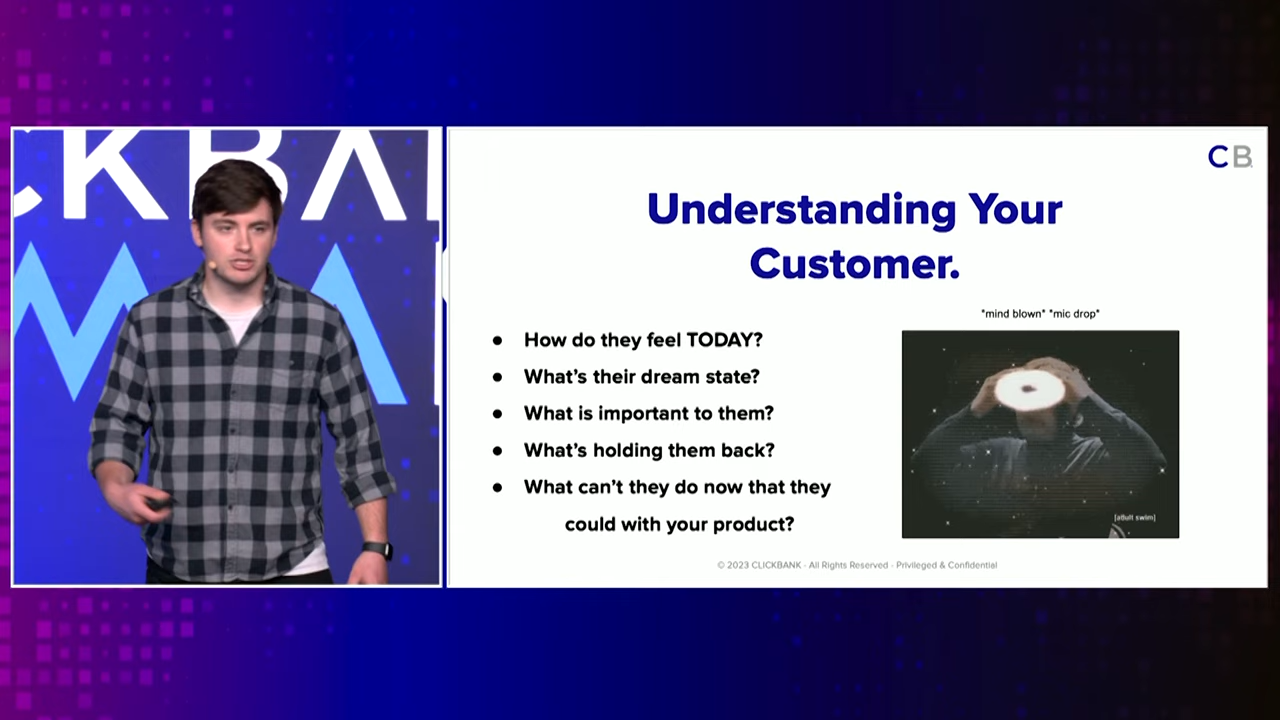 CKBA
CB
Understanding Your
Customer.
*mind blown* *mic drop*
● How do they feel TODAY?
● What's their dream state?
● What is important to them?
● What's holding them back?
● What can't they do now that they
could with your product?
[adult swim]
© 2023 CLICKBANK - All Rights Reserved - Privileged & Confidential